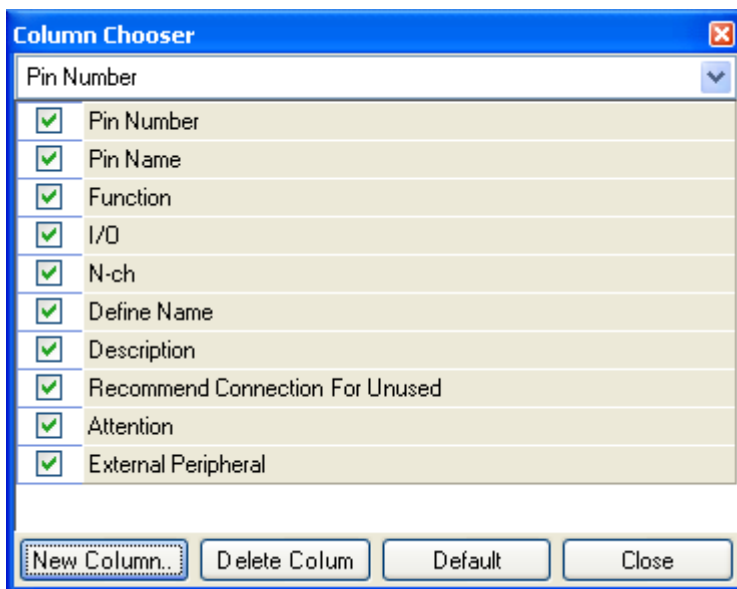 Column Chooser
Pin Number
Pin Number
Pin Name
Function
I/O
N-ch
Define Name
Description
Recommend Connection For Unused
Attention
External Peripheral
New Column.. Delete Colum Default Close